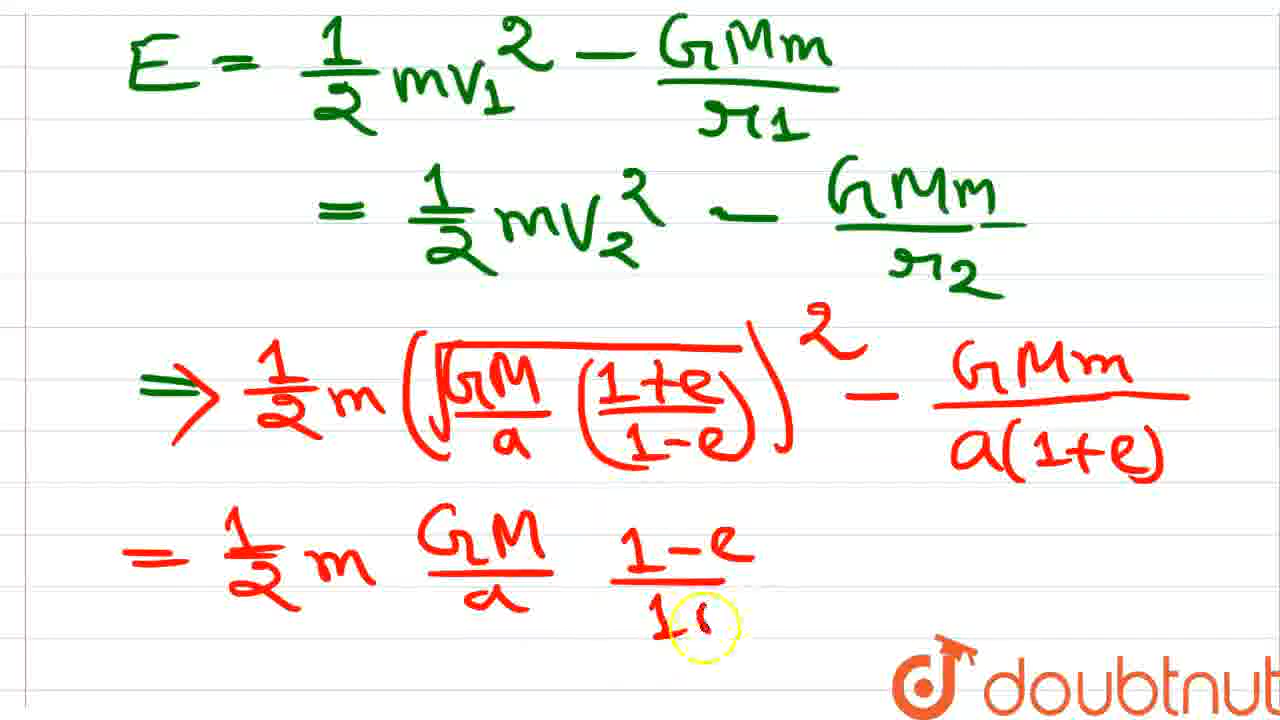 E = 1/2 mv₁² − GMm/r₁
= 1/2 mv₂² − GMm/r₂
⇒ 1/2 m (√(GM/a ((1+e)/(1−e))))² − GMm/(a(1+e))
= 1/2 m GM/a (1−e)/(1
doubtnut